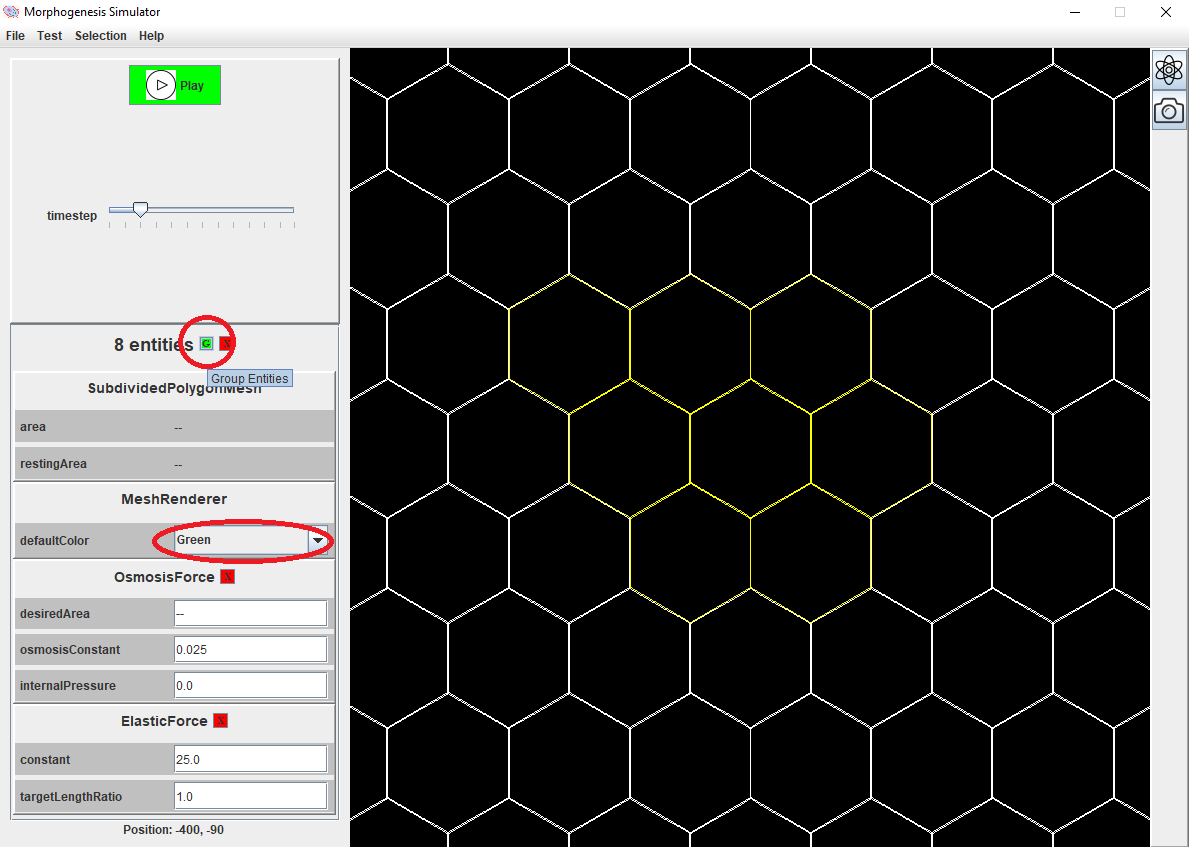 Morphogenesis Simulator
File Test Selection Help
Play
timestep
8 entities G X
Group Entities
SubdividedPolygonMesh
area --
restingArea --
MeshRenderer
defaultColor Green
OsmosisForce X
desiredArea --
osmosisConstant 0.025
internalPressure 0.0
ElasticForce X
constant 25.0
targetLengthRatio 1.0
Position: -400, -90